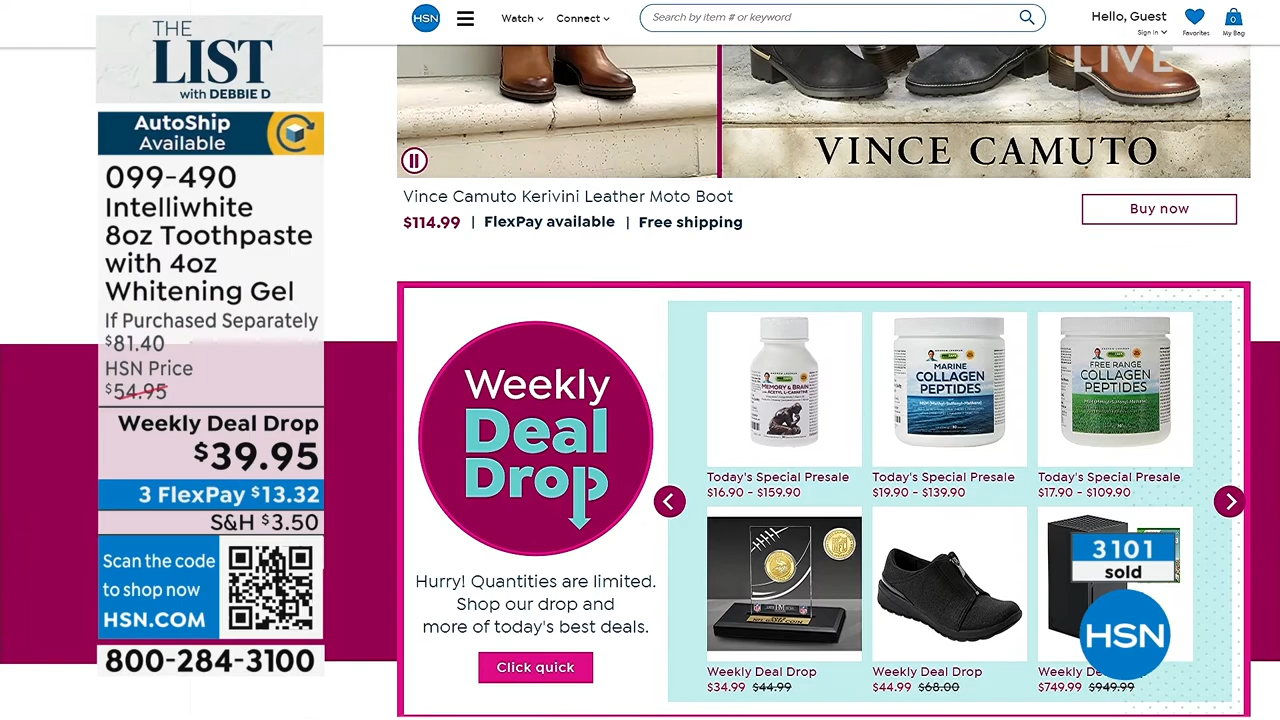 THE
LIST
with DEBBIE D
AutoShip
Available
099-490
Intelliwhite
8oz Toothpaste
with 4oz
Whitening Gel
If Purchased Separately
$81.40
HSN Price
$54.95
Weekly Deal Drop
$39.95
3 FlexPay $13.32
S&H $3.50
Scan the code
to shop now
HSN.COM
800-284-3100
HSN
Watch
Connect
Search by item # or keyword
Hello, Guest
Sign in
Favorites
0
My Bag
LIVE
VINCE CAMUTO
Vince Camuto Kerivini Leather Moto Boot
$114.99 | FlexPay available | Free shipping
Buy now
Weekly
Deal
Drop
Hurry! Quantities are limited.
Shop our drop and
more of today's best deals.
Click quick
MEMORY & BRAIN
ACETYL L-CARNITINE
MARINE
COLLAGEN
PEPTIDES
FREE RANGE
COLLAGEN
PEPTIDES
Today's Special Presale
$16.90 - $159.90
Today's Special Presale
$19.90 - $139.90
Today's Special Presale
$17.90 - $109.90
Weekly Deal Drop
$34.99 $44.99
Weekly Deal Drop
$44.99 $68.00
Weekly De
$749.99 $949.99
3101
sold
HSN